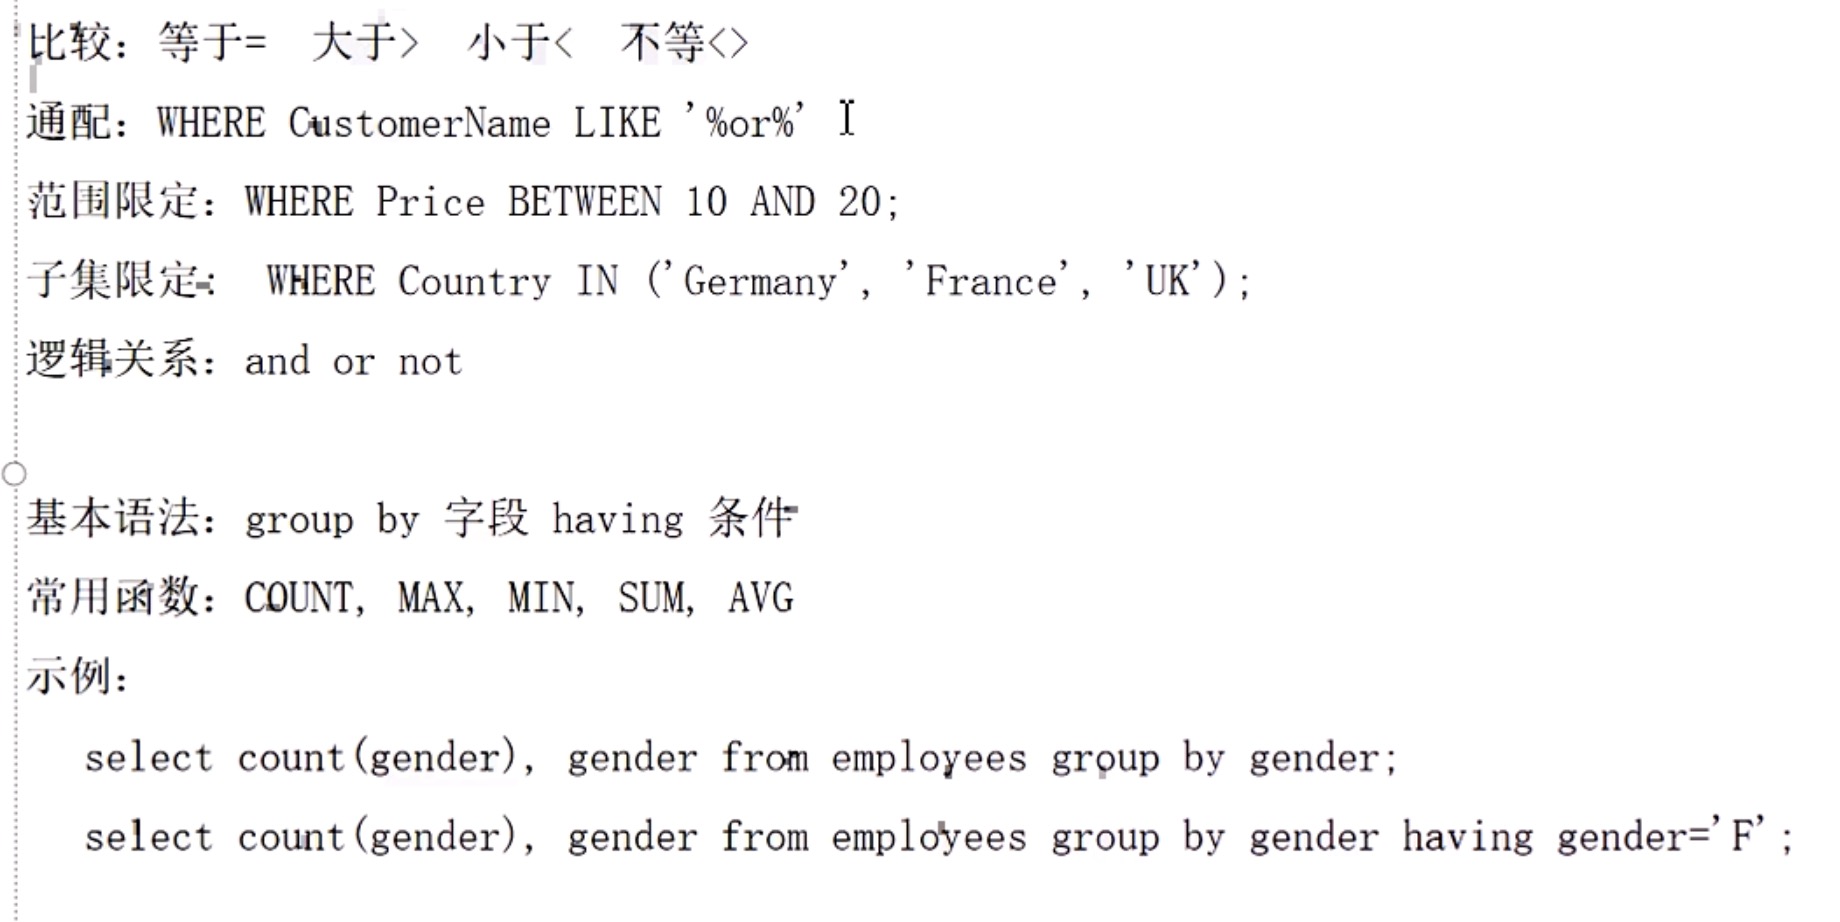 比较：等于= 大于> 小于< 不等<>
通配：WHERE CustomerName LIKE '%or%'
范围限定：WHERE Price BETWEEN 10 AND 20;
子集限定： WHERE Country IN ('Germany', 'France', 'UK');
逻辑关系：and or not
基本语法：group by 字段 having 条件
常用函数：COUNT, MAX, MIN, SUM, AVG
示例：
select count(gender), gender from employees group by gender;
select count(gender), gender from employees group by gender having gender='F';